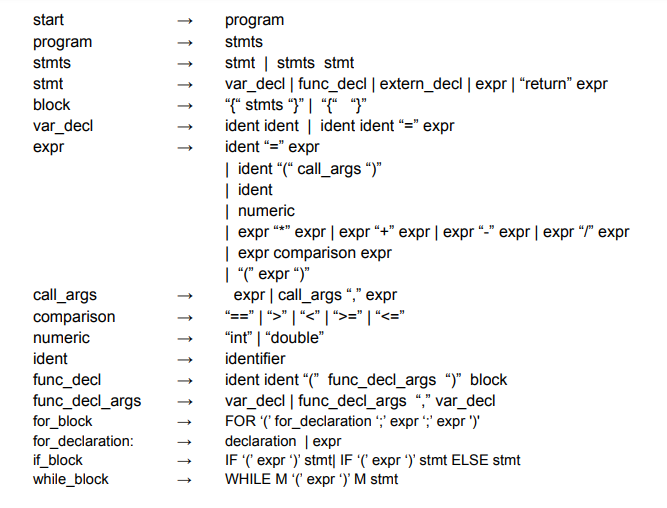 start → program
program → stmts
stmts → stmt | stmts stmt
stmt → var_decl | func_decl | extern_decl | expr | “return” expr
block → “{“ stmts “}” | “{“ “}”
var_decl → ident ident | ident ident “=” expr
expr → ident “=” expr
| ident “(“ call_args “)”
| ident
| numeric
| expr “*” expr | expr “+” expr | expr “-” expr | expr “/” expr
| expr comparison expr
| “(” expr “)”
call_args → expr | call_args “,” expr
comparison → “==” | “>” | “<” | “>=” | “<=”
numeric → “int” | “double”
ident → identifier
func_decl → ident ident “(” func_decl_args “)” block
func_decl_args → var_decl | func_decl_args “,” var_decl
for_block → FOR ‘(’ for_declaration ‘;’ expr ‘;’ expr ')'
for_declaration: → declaration | expr
if_block → IF ‘(’ expr ‘)’ stmt| IF ‘(’ expr ‘)’ stmt ELSE stmt
while_block → WHILE M ‘(’ expr ‘)’ M stmt